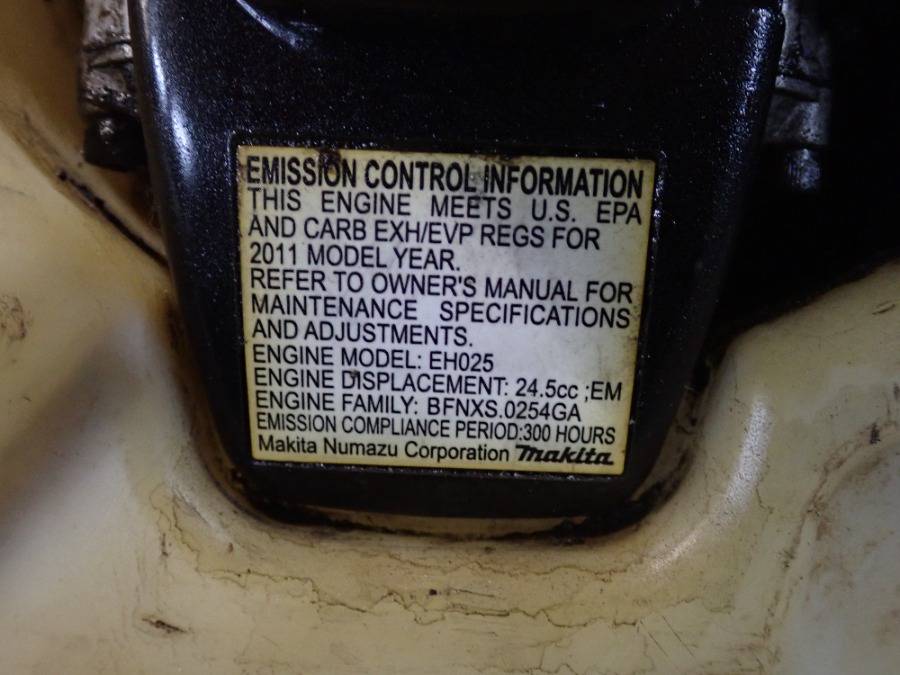 EMISSION CONTROL INFORMATION
THIS ENGINE MEETS U.S. EPA
AND CARB EXH/EVP REGS FOR
2011 MODEL YEAR.
REFER TO OWNER'S MANUAL FOR
MAINTENANCE SPECIFICATIONS
AND ADJUSTMENTS.
ENGINE MODEL: EH025
ENGINE DISPLACEMENT: 24.5cc ;EM
ENGINE FAMILY: BFNXS.0254GA
EMISSION COMPLIANCE PERIOD:300 HOURS
Makita Numazu Corporation makita